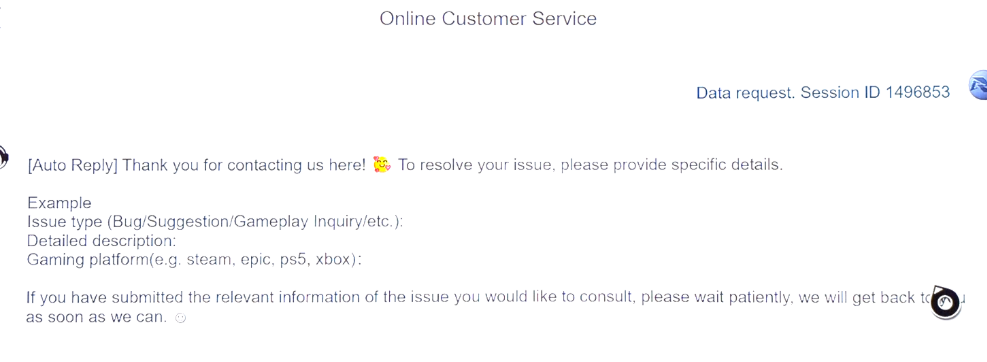 Online Customer Service
Data request. Session ID 1496853
[Auto Reply] Thank you for contacting us here! 🥰 To resolve your issue, please provide specific details.
Example
Issue type (Bug/Suggestion/Gameplay Inquiry/etc.):
Detailed description:
Gaming platform(e.g. steam, epic, ps5, xbox):
If you have submitted the relevant information of the issue you would like to consult, please wait patiently, we will get back to you
as soon as we can. ☺